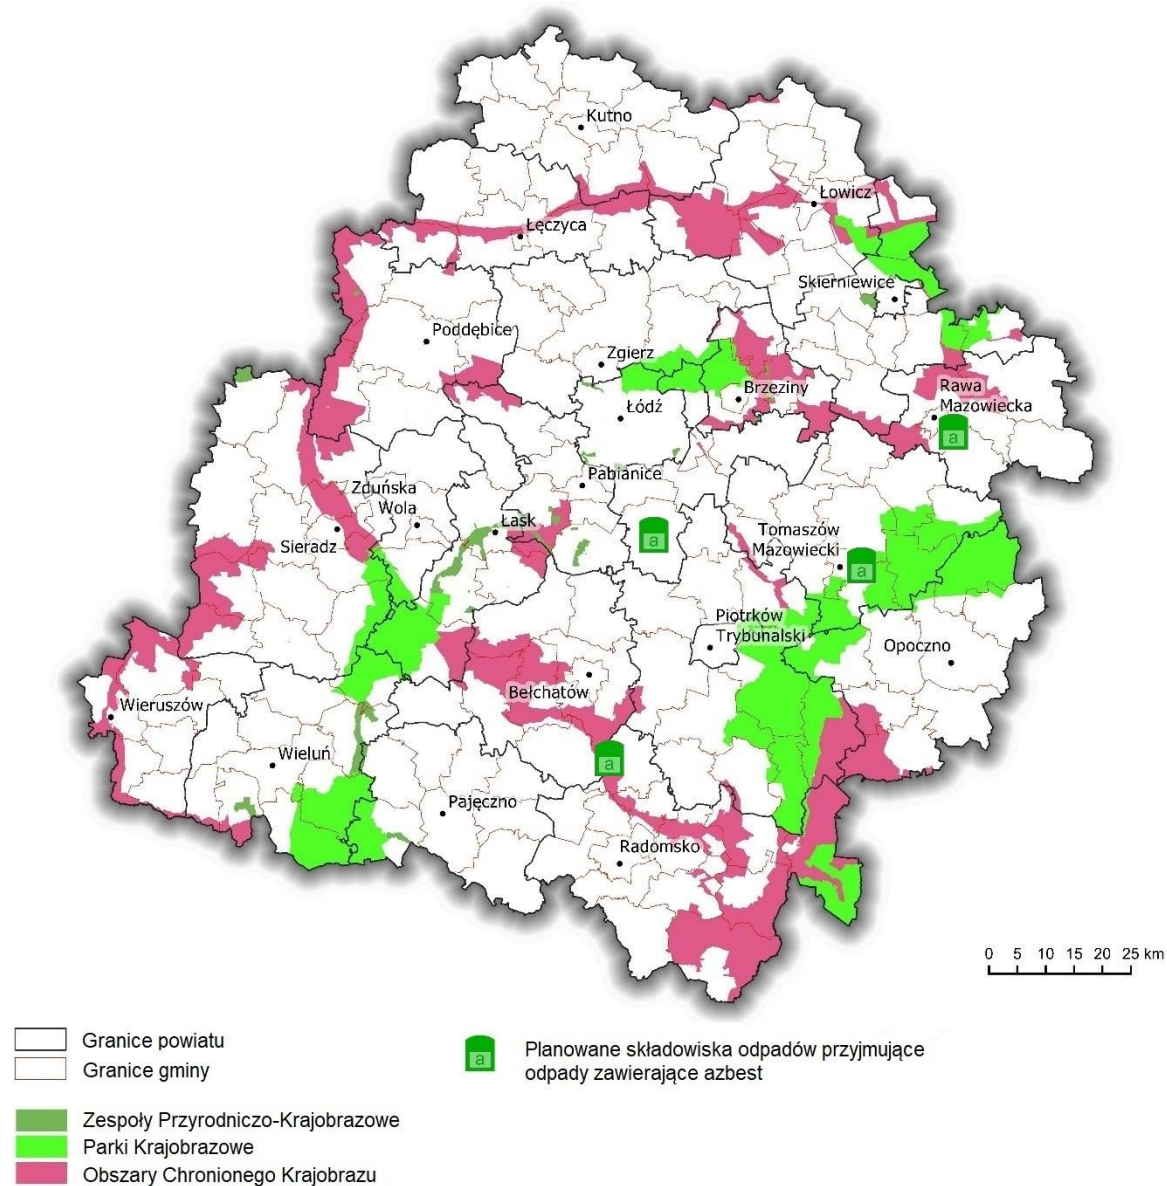 Kutno
Łowicz
Łęczyca
Skierniewice
Poddębice
Zgierz
Rawa
Mazowiecka
Brzeziny
Łódź
a
Pabianice
Zduńska
Wola
Łask
Sieradz
a
Tomaszów
Mazowiecki
a
Piotrków
Trybunalski
Opoczno
Bełchatów
Wieruszów
Wieluń
a
Pajęczno
Radomsko
0 5 10 15 20 25 km
Granice powiatu
Granice gminy
a
Planowane składowiska odpadów przyjmujące
odpady zawierające azbest
Zespoły Przyrodniczo-Krajobrazowe
Parki Krajobrazowe
Obszary Chronionego Krajobrazu